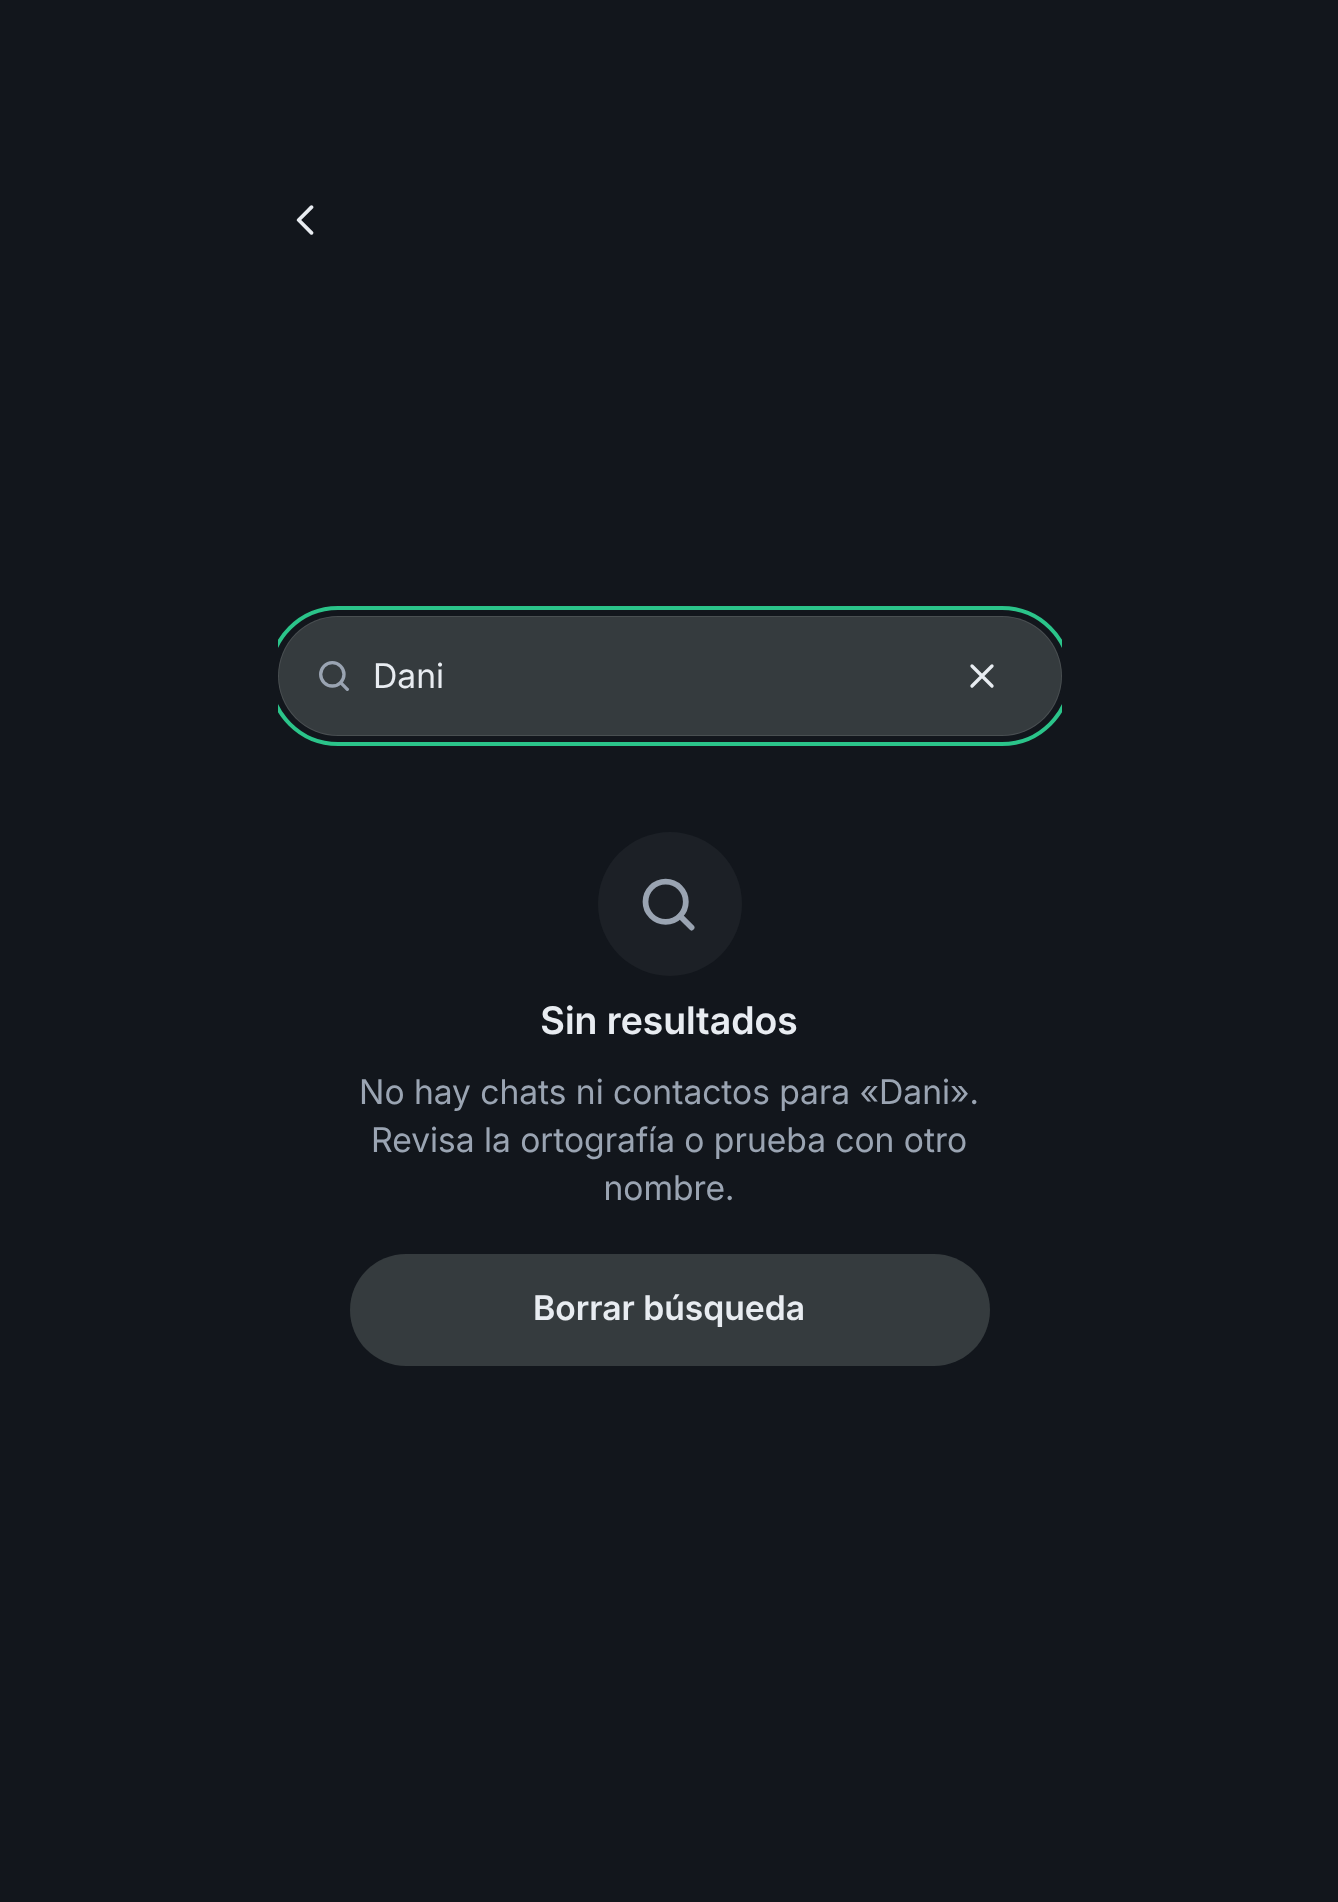 Dani
Sin resultados
No hay chats ni contactos para «Dani».
Revisa la ortografía o prueba con otro
nombre.
Borrar búsqueda